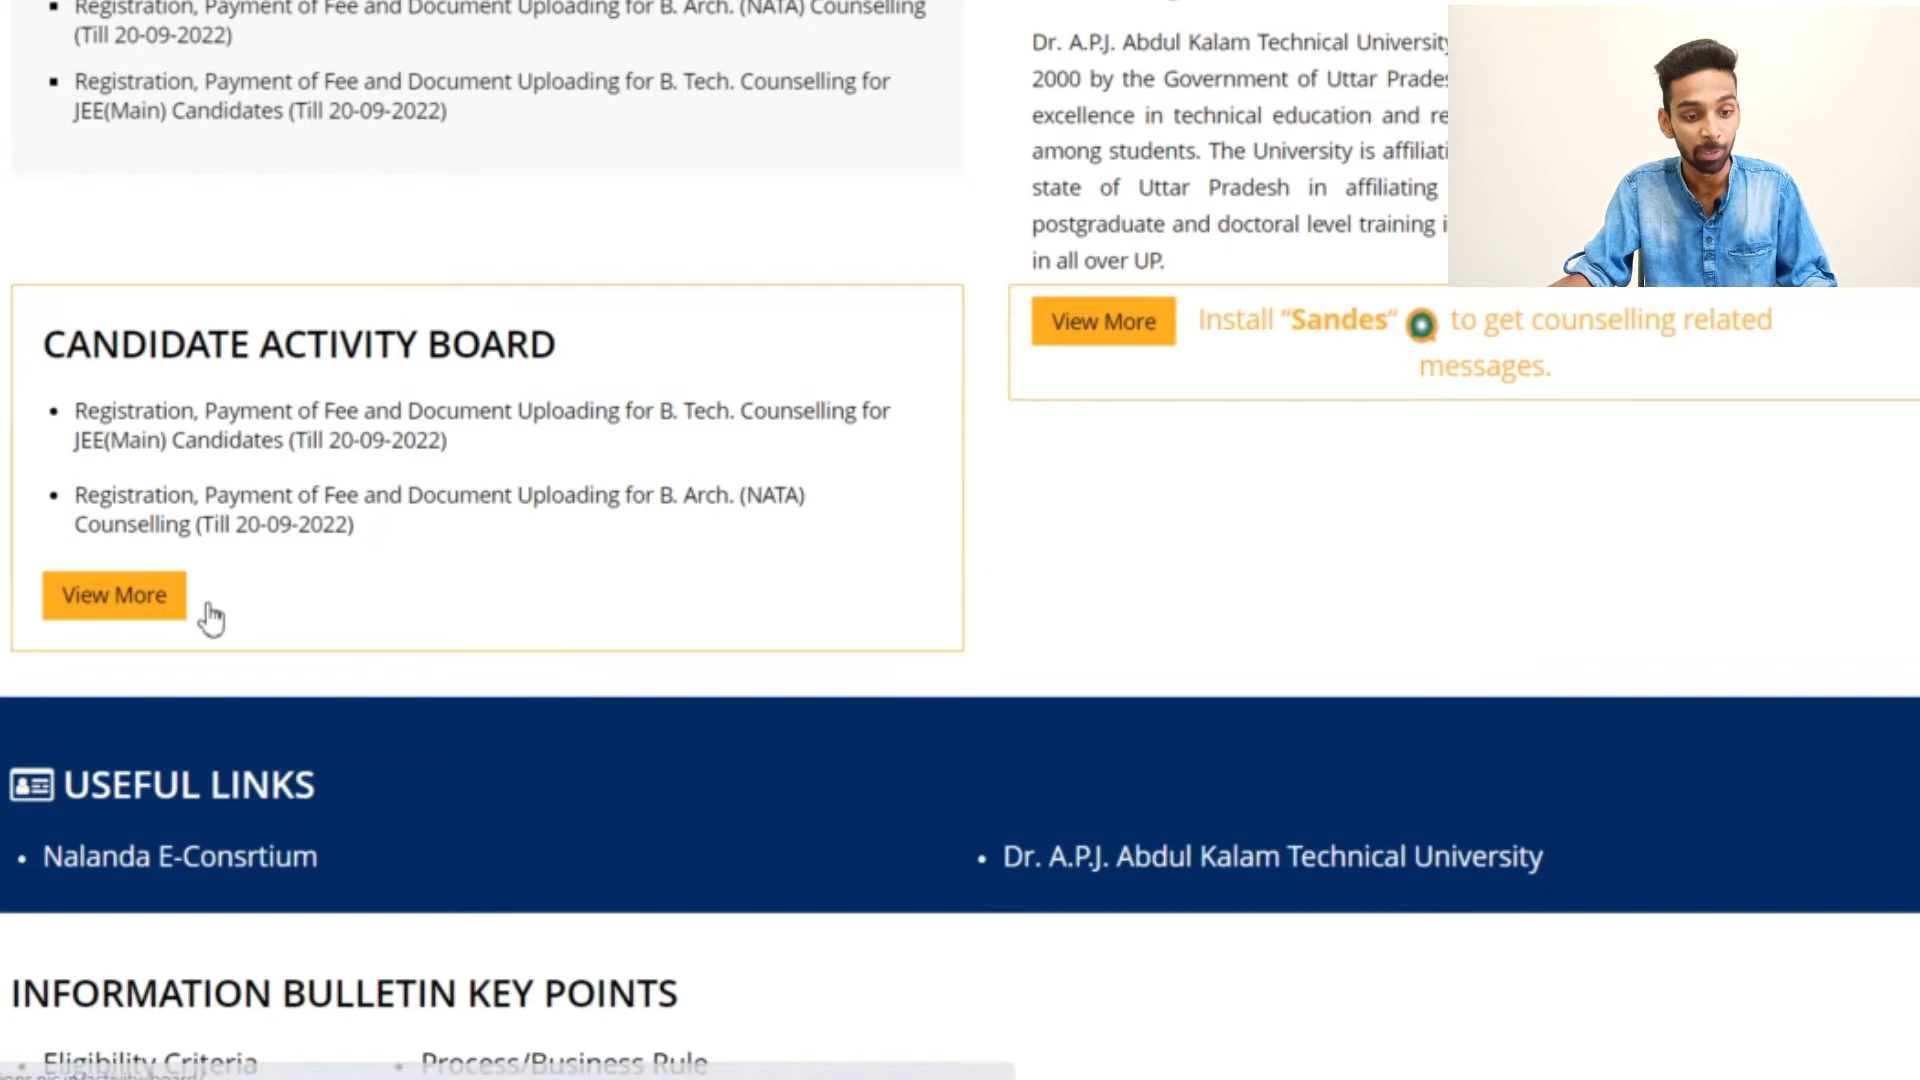 Registration, Payment of Fee and Document Uploading for B. Arch. (NATA) Counselling
(Till 20-09-2022)
Registration, Payment of Fee and Document Uploading for B. Tech. Counselling for
JEE(Main) Candidates (Till 20-09-2022)
Dr. A.P.J. Abdul Kalam Technical University
2000 by the Government of Uttar
excellence in technical education and
among students. The University is
state of Uttar Pradesh in affiliating
postgraduate and doctoral level training
in all over UP.
CANDIDATE ACTIVITY BOARD
Registration, Payment of Fee and Document Uploading for B. Tech. Counselling for
JEE(Main) Candidates (Till 20-09-2022)
Registration, Payment of Fee and Document Uploading for B. Arch. (NATA)
Counselling (Till 20-09-2022)
View More
View More
Install “Sandes“ to get counselling related
messages.
USEFUL LINKS
Nalanda E-Consrtium
Dr. A.P.J. Abdul Kalam Technical University
INFORMATION BULLETIN KEY POINTS
Eligibility Criteria
Process/Business Rule